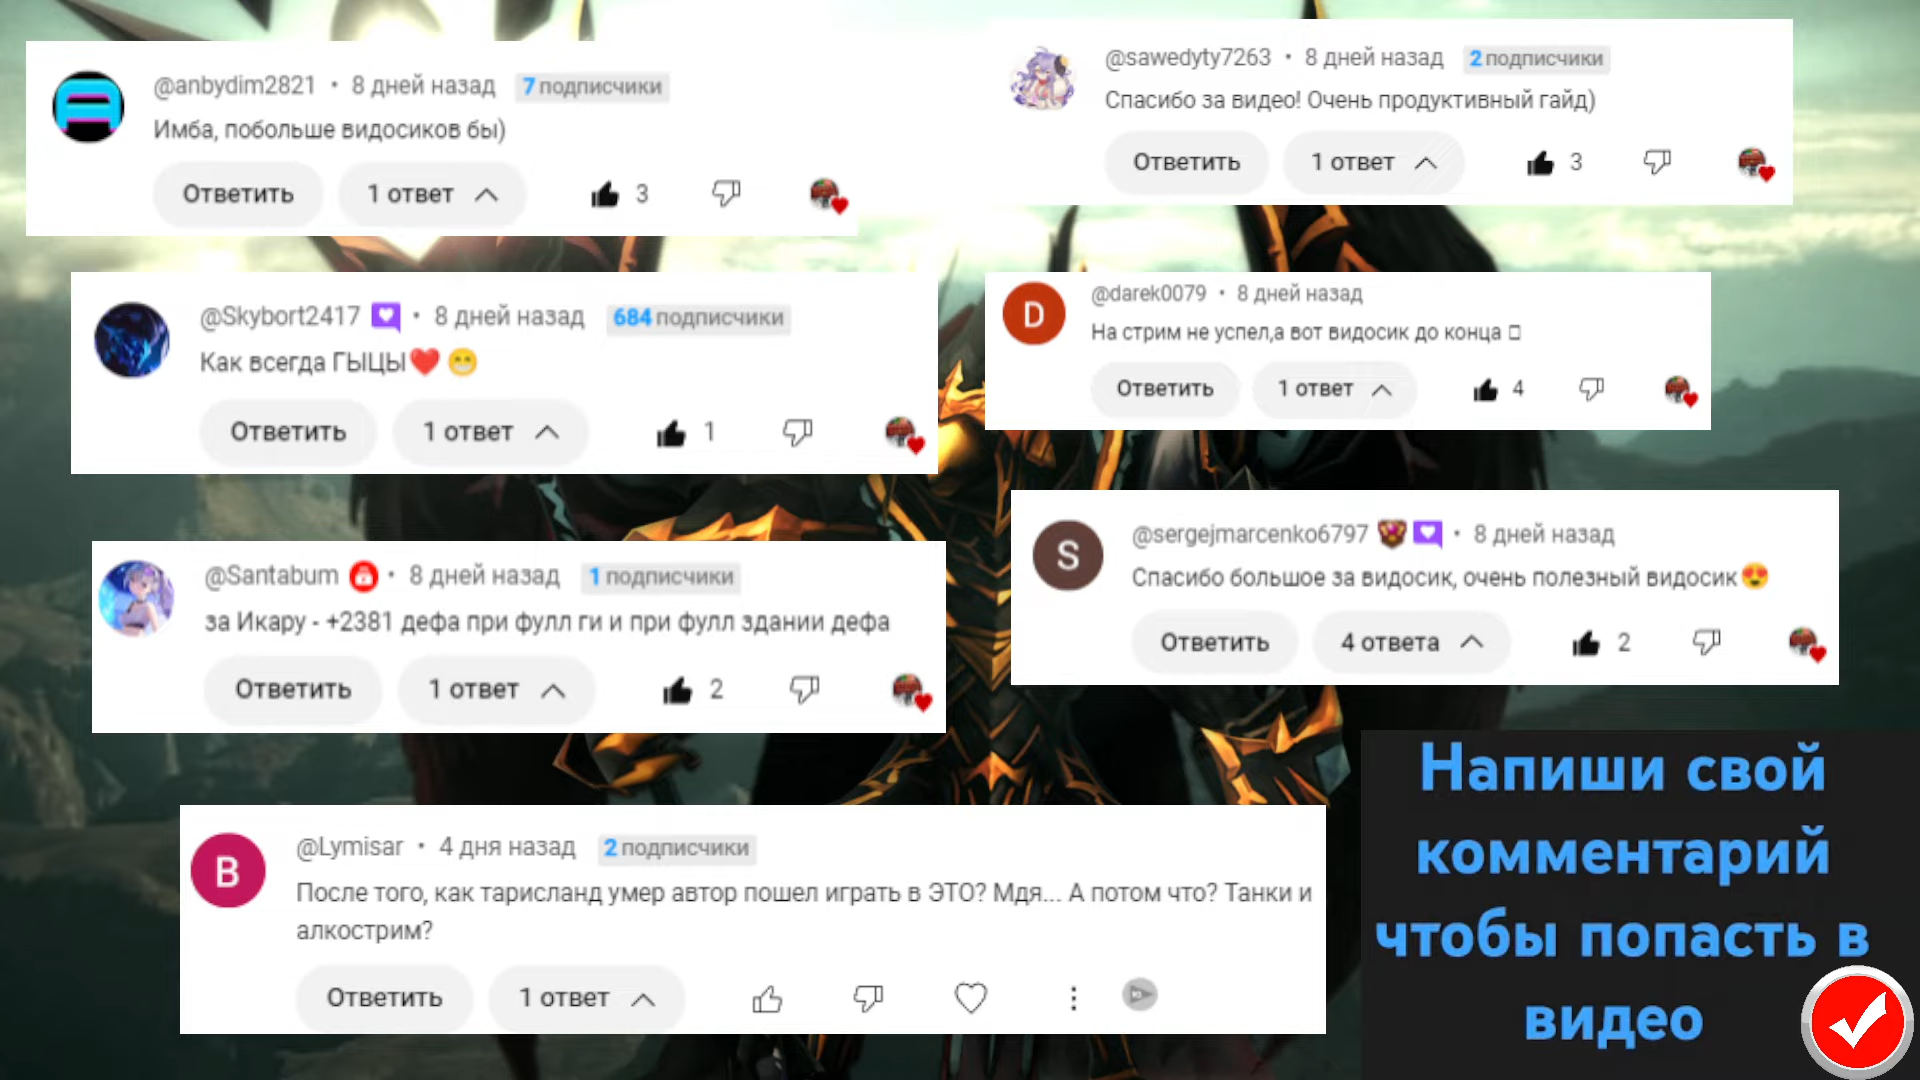 @anbydim2821 • 8 дней назад 7 подписчики
Имба, побольше видосиков бы)
Ответить 1 ответ 3
@sawedyty7263 • 8 дней назад 2 подписчики
Спасибо за видео! Очень продуктивный гайд)
Ответить 1 ответ 3
@Skybort2417 • 8 дней назад 684 подписчики
Как всегда ГЫЦЫ❤️😁
Ответить 1 ответ 1
D
@darek0079 • 8 дней назад
На стрим не успел,а вот видосик до конца
Ответить 1 ответ 4
@Santabum • 8 дней назад 1 подписчики
за Икару - +2381 дефа при фулл ги и при фулл здании дефа
Ответить 1 ответ 2
S
@sergejmarcenko6797 • 8 дней назад
Спасибо большое за видосик, очень полезный видосик😍
Ответить 4 ответа 2
B
@Lymisar • 4 дня назад 2 подписчики
После того, как тарисланд умер автор пошел играть в ЭТО? Мдя... А потом что? Танки и
алкострим?
Ответить 1 ответ
Напиши свой
комментарий
чтобы попасть в
видео